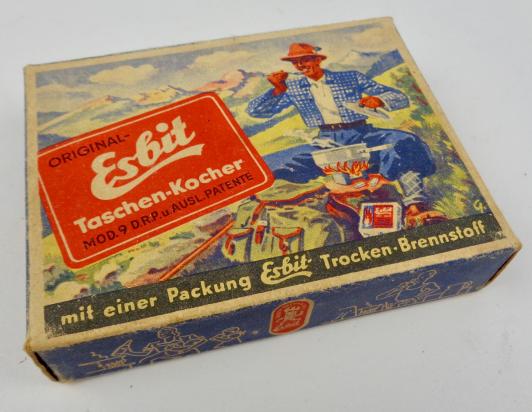 ORIGINAL-
Esbit
Taschen-Kocher
MOD. 9 D.R.P. u. AUSL. PATENTE
mit einer Packung Esbit Trocken-Brennstoff
G.